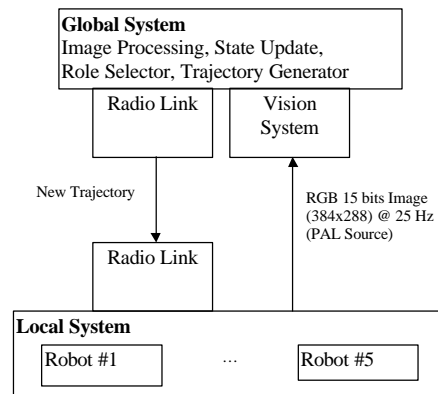 Global System
Image Processing, State Update,
Role Selector, Trajectory Generator
Radio Link
Vision
System
New Trajectory
RGB 15 bits Image
(384x288) @ 25 Hz
(PAL Source)
Radio Link
Local System
Robot #1
...
Robot #5